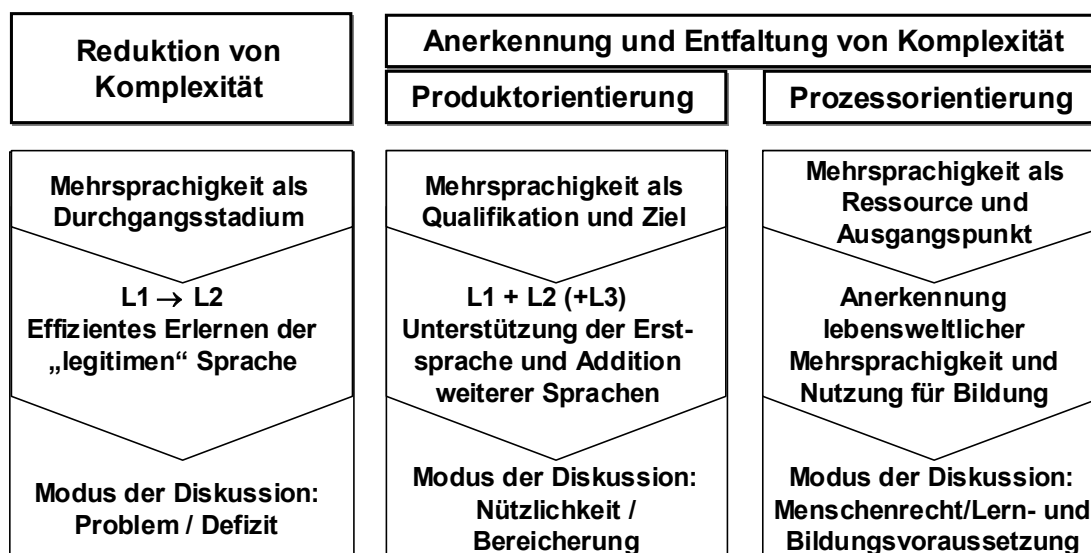 Reduktion von
Komplexität
Anerkennung und Entfaltung von Komplexität
Produktorientierung
Prozessorientierung
Mehrsprachigkeit als
Durchgangsstadium
L1 → L2
Effizientes Erlernen der
„legitimen“ Sprache
Modus der Diskussion:
Problem / Defizit
Mehrsprachigkeit als
Qualifikation und Ziel
L1 + L2 (+L3)
Unterstützung der Erst-
sprache und Addition
weiterer Sprachen
Modus der Diskussion:
Nützlichkeit /
Bereicherung
Mehrsprachigkeit als
Ressource und
Ausgangspunkt
Anerkennung
lebensweltlicher
Mehrsprachigkeit und
Nutzung für Bildung
Modus der Diskussion:
Menschenrecht/Lern- und
Bildungsvoraussetzung